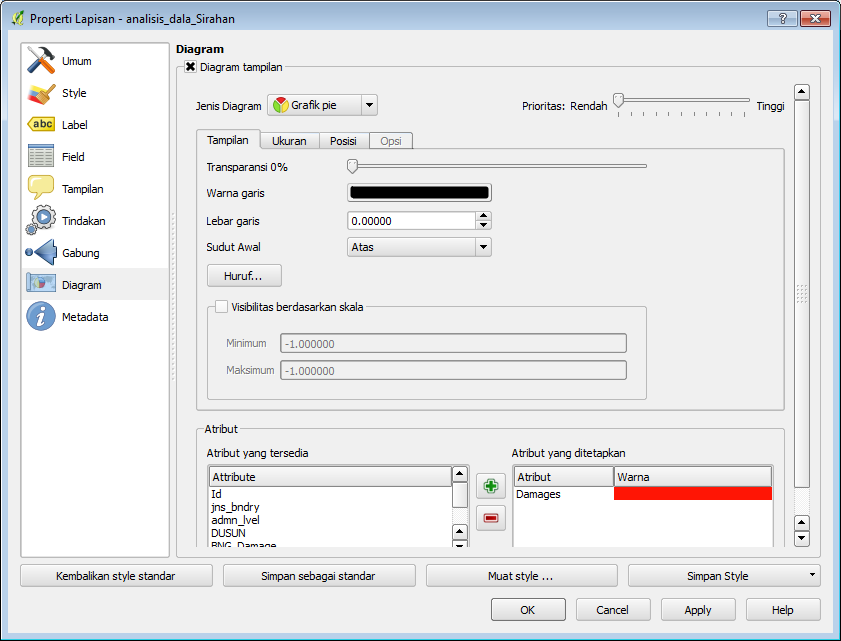 Properti Lapisan - analisis_dala_Sirahan
Umum
Style
abc Label
Field
Tampilan
Tindakan
Gabung
Diagram
i Metadata
Diagram
Diagram tampilan
Jenis Diagram Grafik pie Prioritas: Rendah Tinggi
Tampilan Ukuran Posisi Opsi
Transparansi 0%
Warna garis
Lebar garis 0.00000
Sudut Awal Atas
Huruf...
Visibilitas berdasarkan skala
Minimum -1.000000
Maksimum -1.000000
Atribut
Atribut yang tersedia
Attribute
Id
jns_bndry
admn_lvel
DUSUN
BNG_Damage
Atribut yang ditetapkan
Atribut Warna
Damages
Kembalikan style standar Simpan sebagai standar Muat style ... Simpan Style
OK Cancel Apply Help